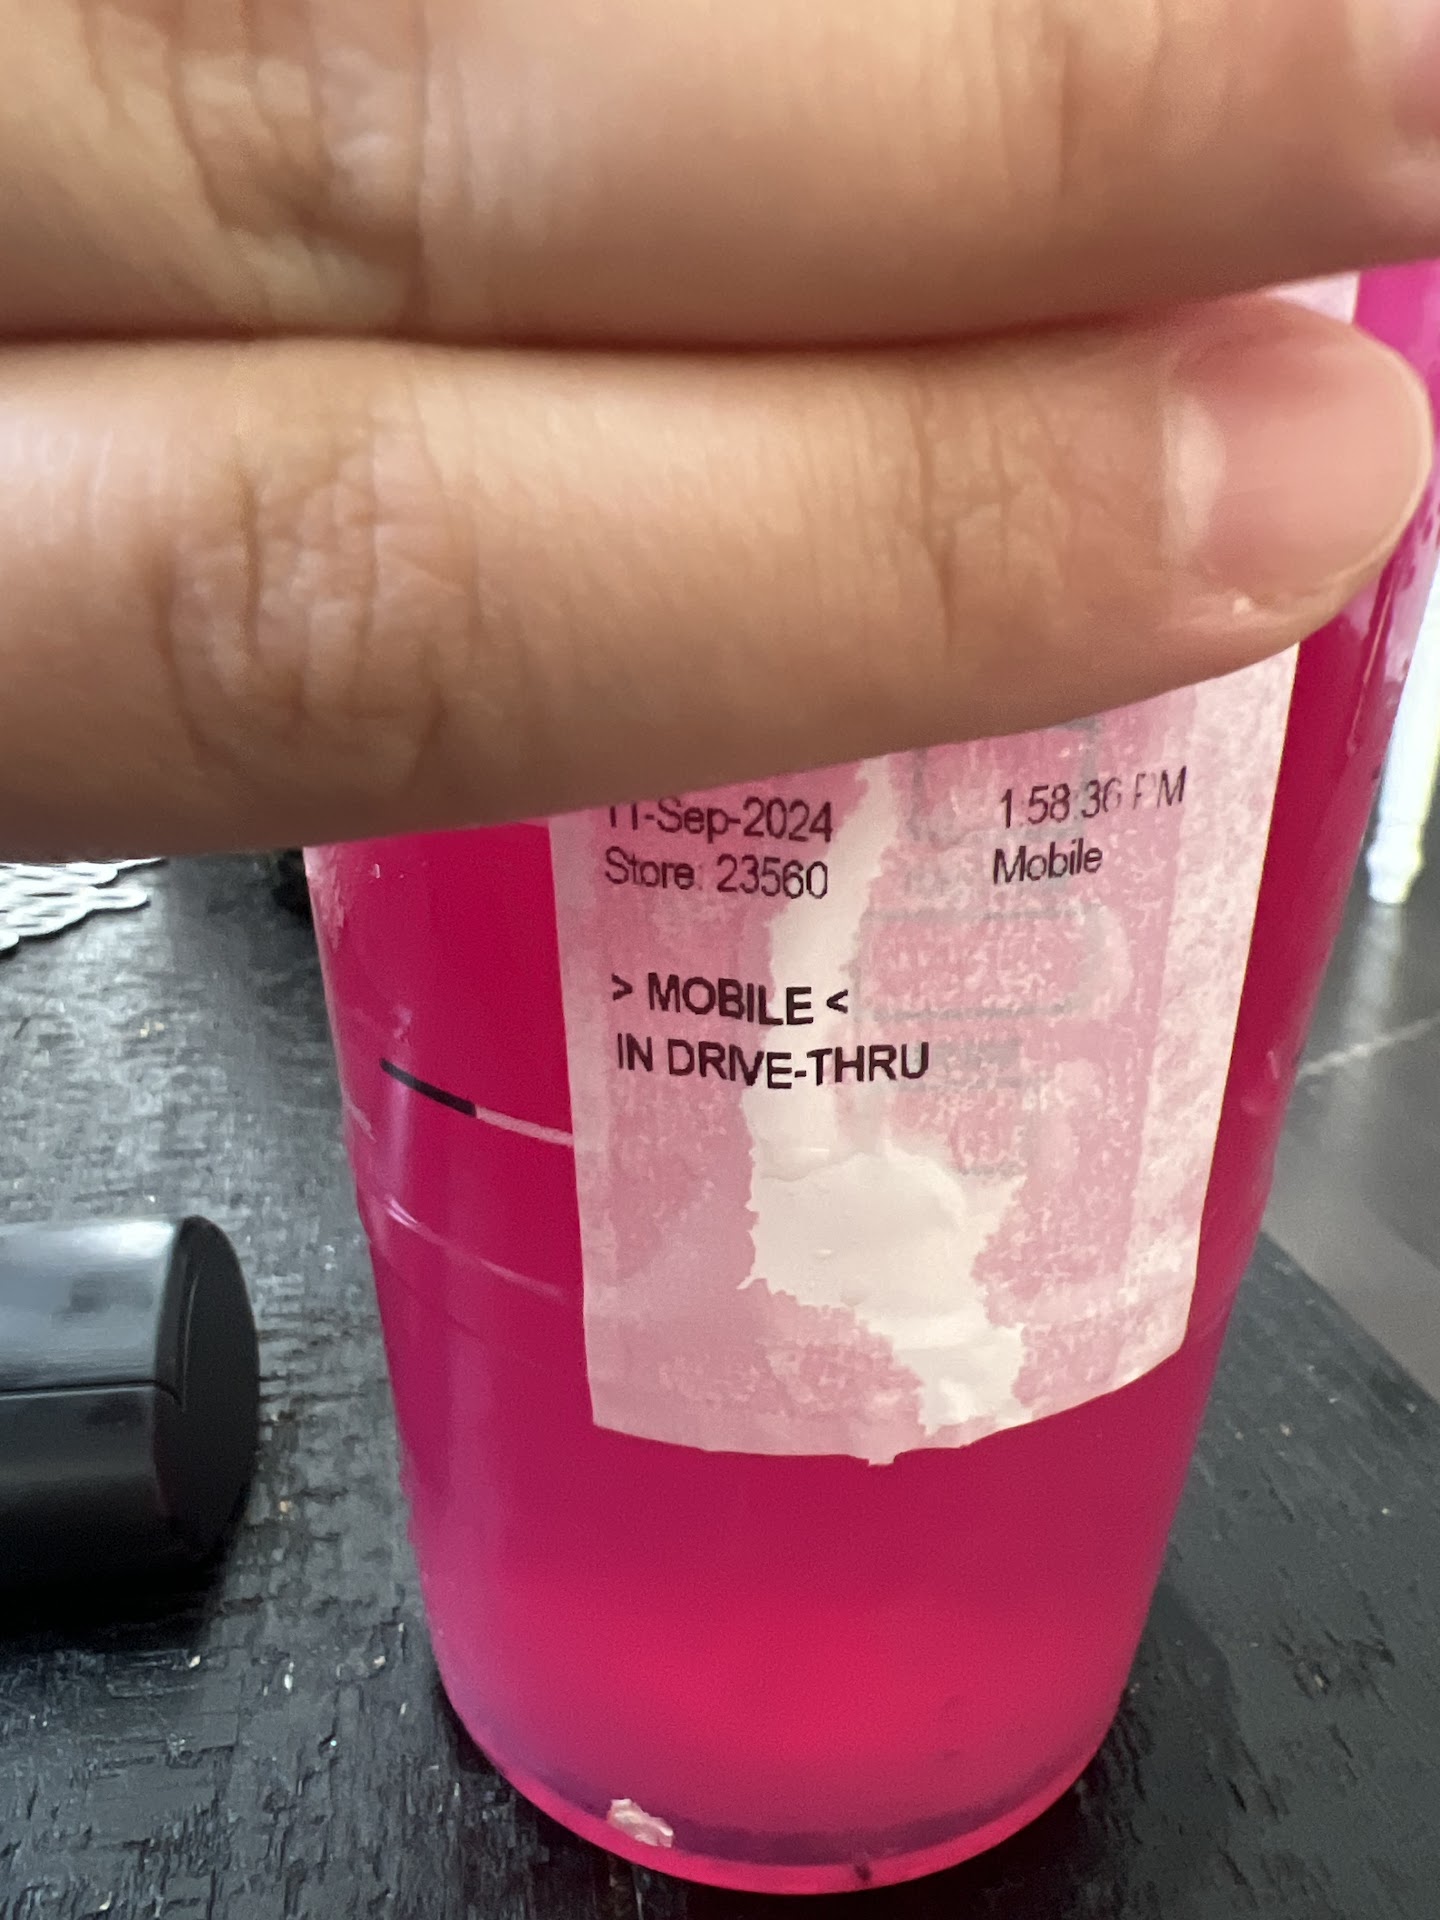 11-Sep-2024 1:58:36 PM
Store: 23560 Mobile
> MOBILE <
IN DRIVE-THRU